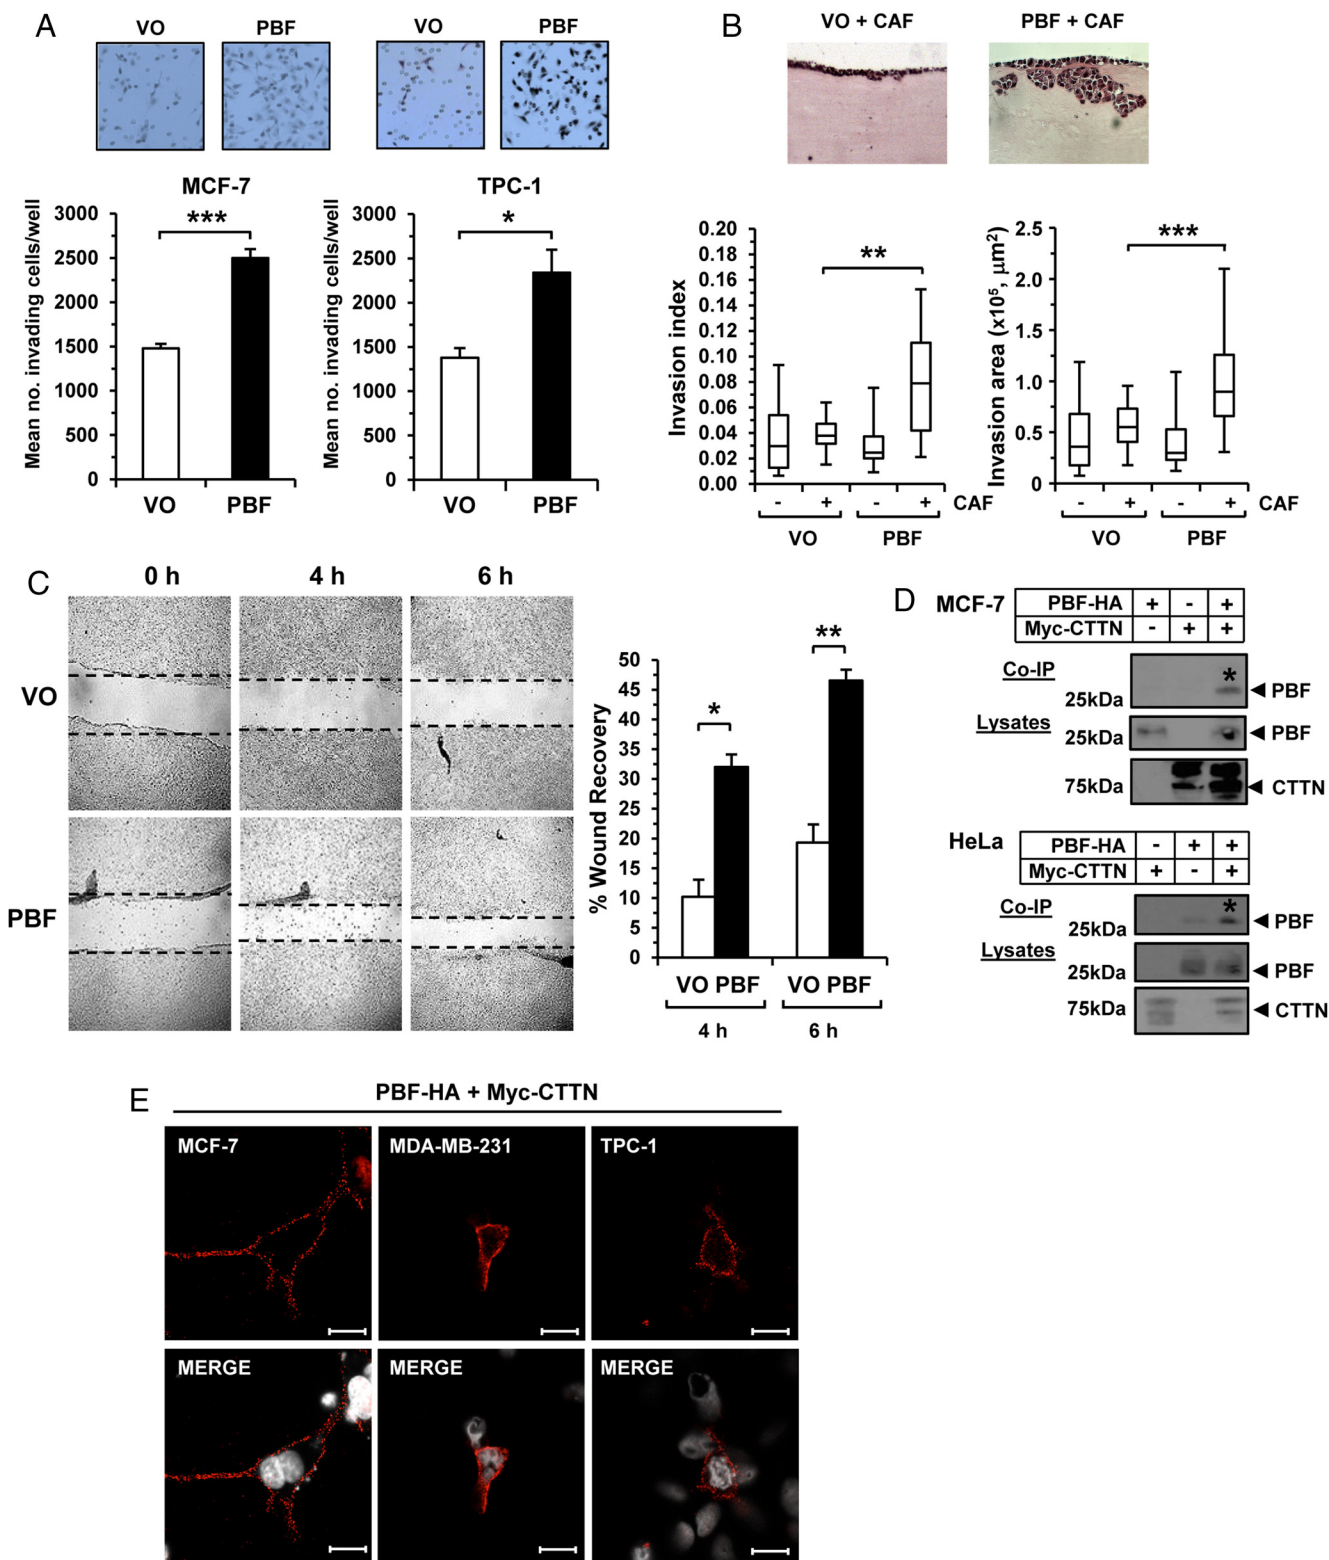 A
VO PBF VO PBF
MCF-7 TPC-1
Mean no. invading cells/well
3000
2500
2000
1500
1000
500
0
***
VO PBF
Mean no. invading cells/well
3000
2500
2000
1500
1000
500
0
*
VO PBF
B
VO + CAF PBF + CAF
Invasion index
0.20
0.18
0.16
0.14
0.12
0.10
0.08
0.06
0.04
0.02
0.00
**
- + - + CAF
VO PBF
Invasion area (x10⁵, µm²)
2.5
2.0
1.5
1.0
0.5
0
***
- + - + CAF
VO PBF
C
0 h 4 h 6 h
VO
PBF
% Wound Recovery
50
45
40
35
30
25
20
15
10
5
0
*
**
VO PBF VO PBF
4 h 6 h
D
MCF-7
PBF-HA + - +
Myc-CTTN - + +
Co-IP
*
25kDa ◄ PBF
Lysates
25kDa ◄ PBF
75kDa ◄ CTTN
HeLa
PBF-HA - + +
Myc-CTTN + - +
Co-IP
*
25kDa ◄ PBF
Lysates
25kDa ◄ PBF
75kDa ◄ CTTN
E
PBF-HA + Myc-CTTN
MCF-7 MDA-MB-231 TPC-1
MERGE MERGE MERGE